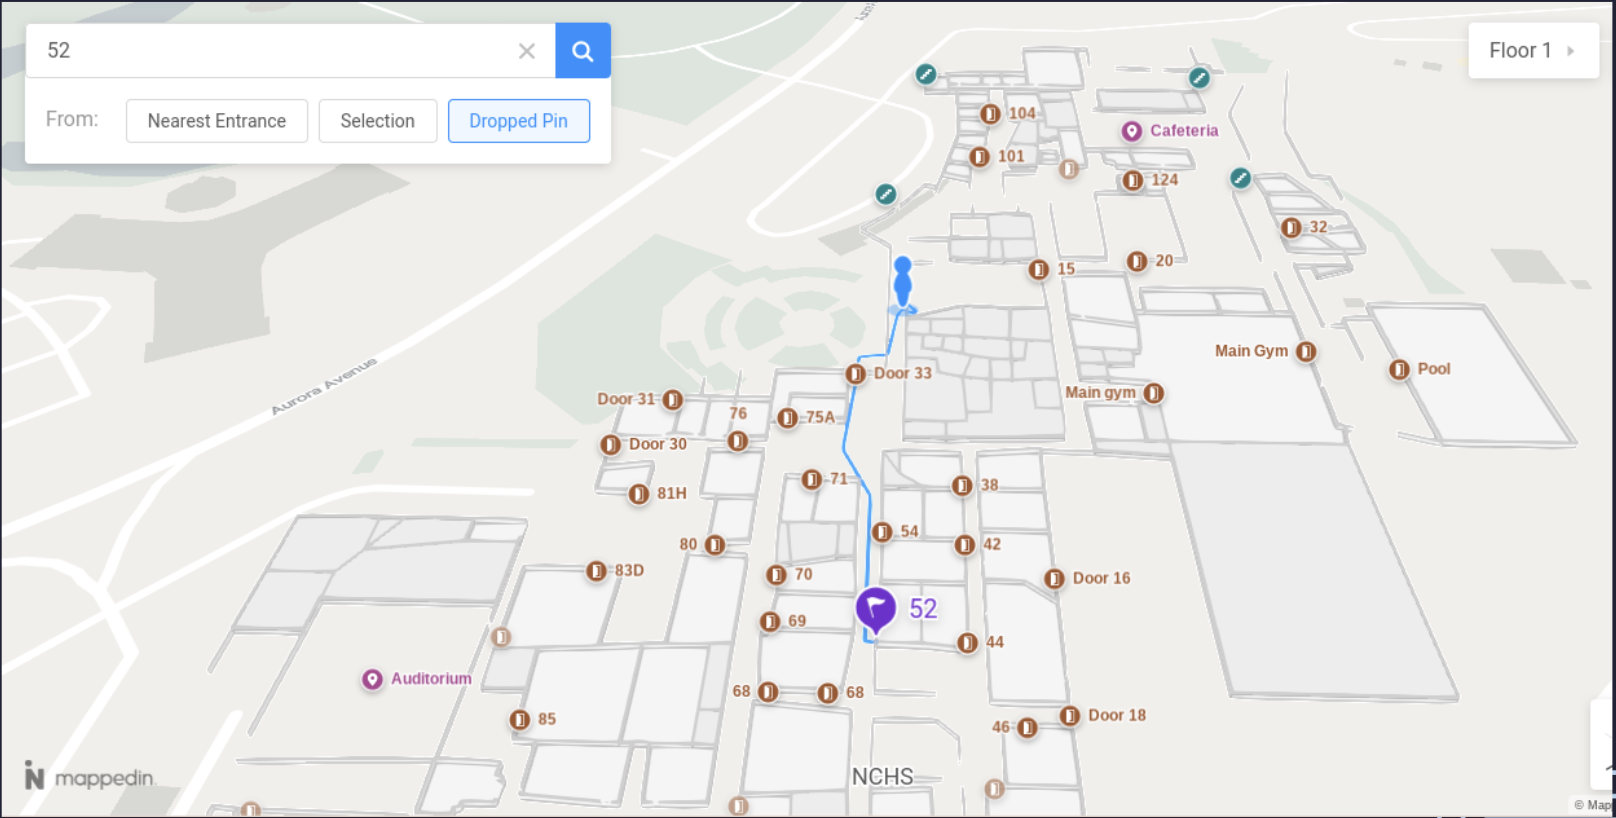 52
Floor 1
From:
Nearest Entrance
Selection
Dropped Pin
104
Cafeteria
101
124
32
15
20
Main Gym
Pool
Door 33
Main gym
Aurora Avenue
Door 31
76
75A
Door 30
71
38
81H
54
42
80
83D
70
Door 16
52
69
44
Auditorium
68
68
85
46
Door 18
NCHS
mappedin
© Map